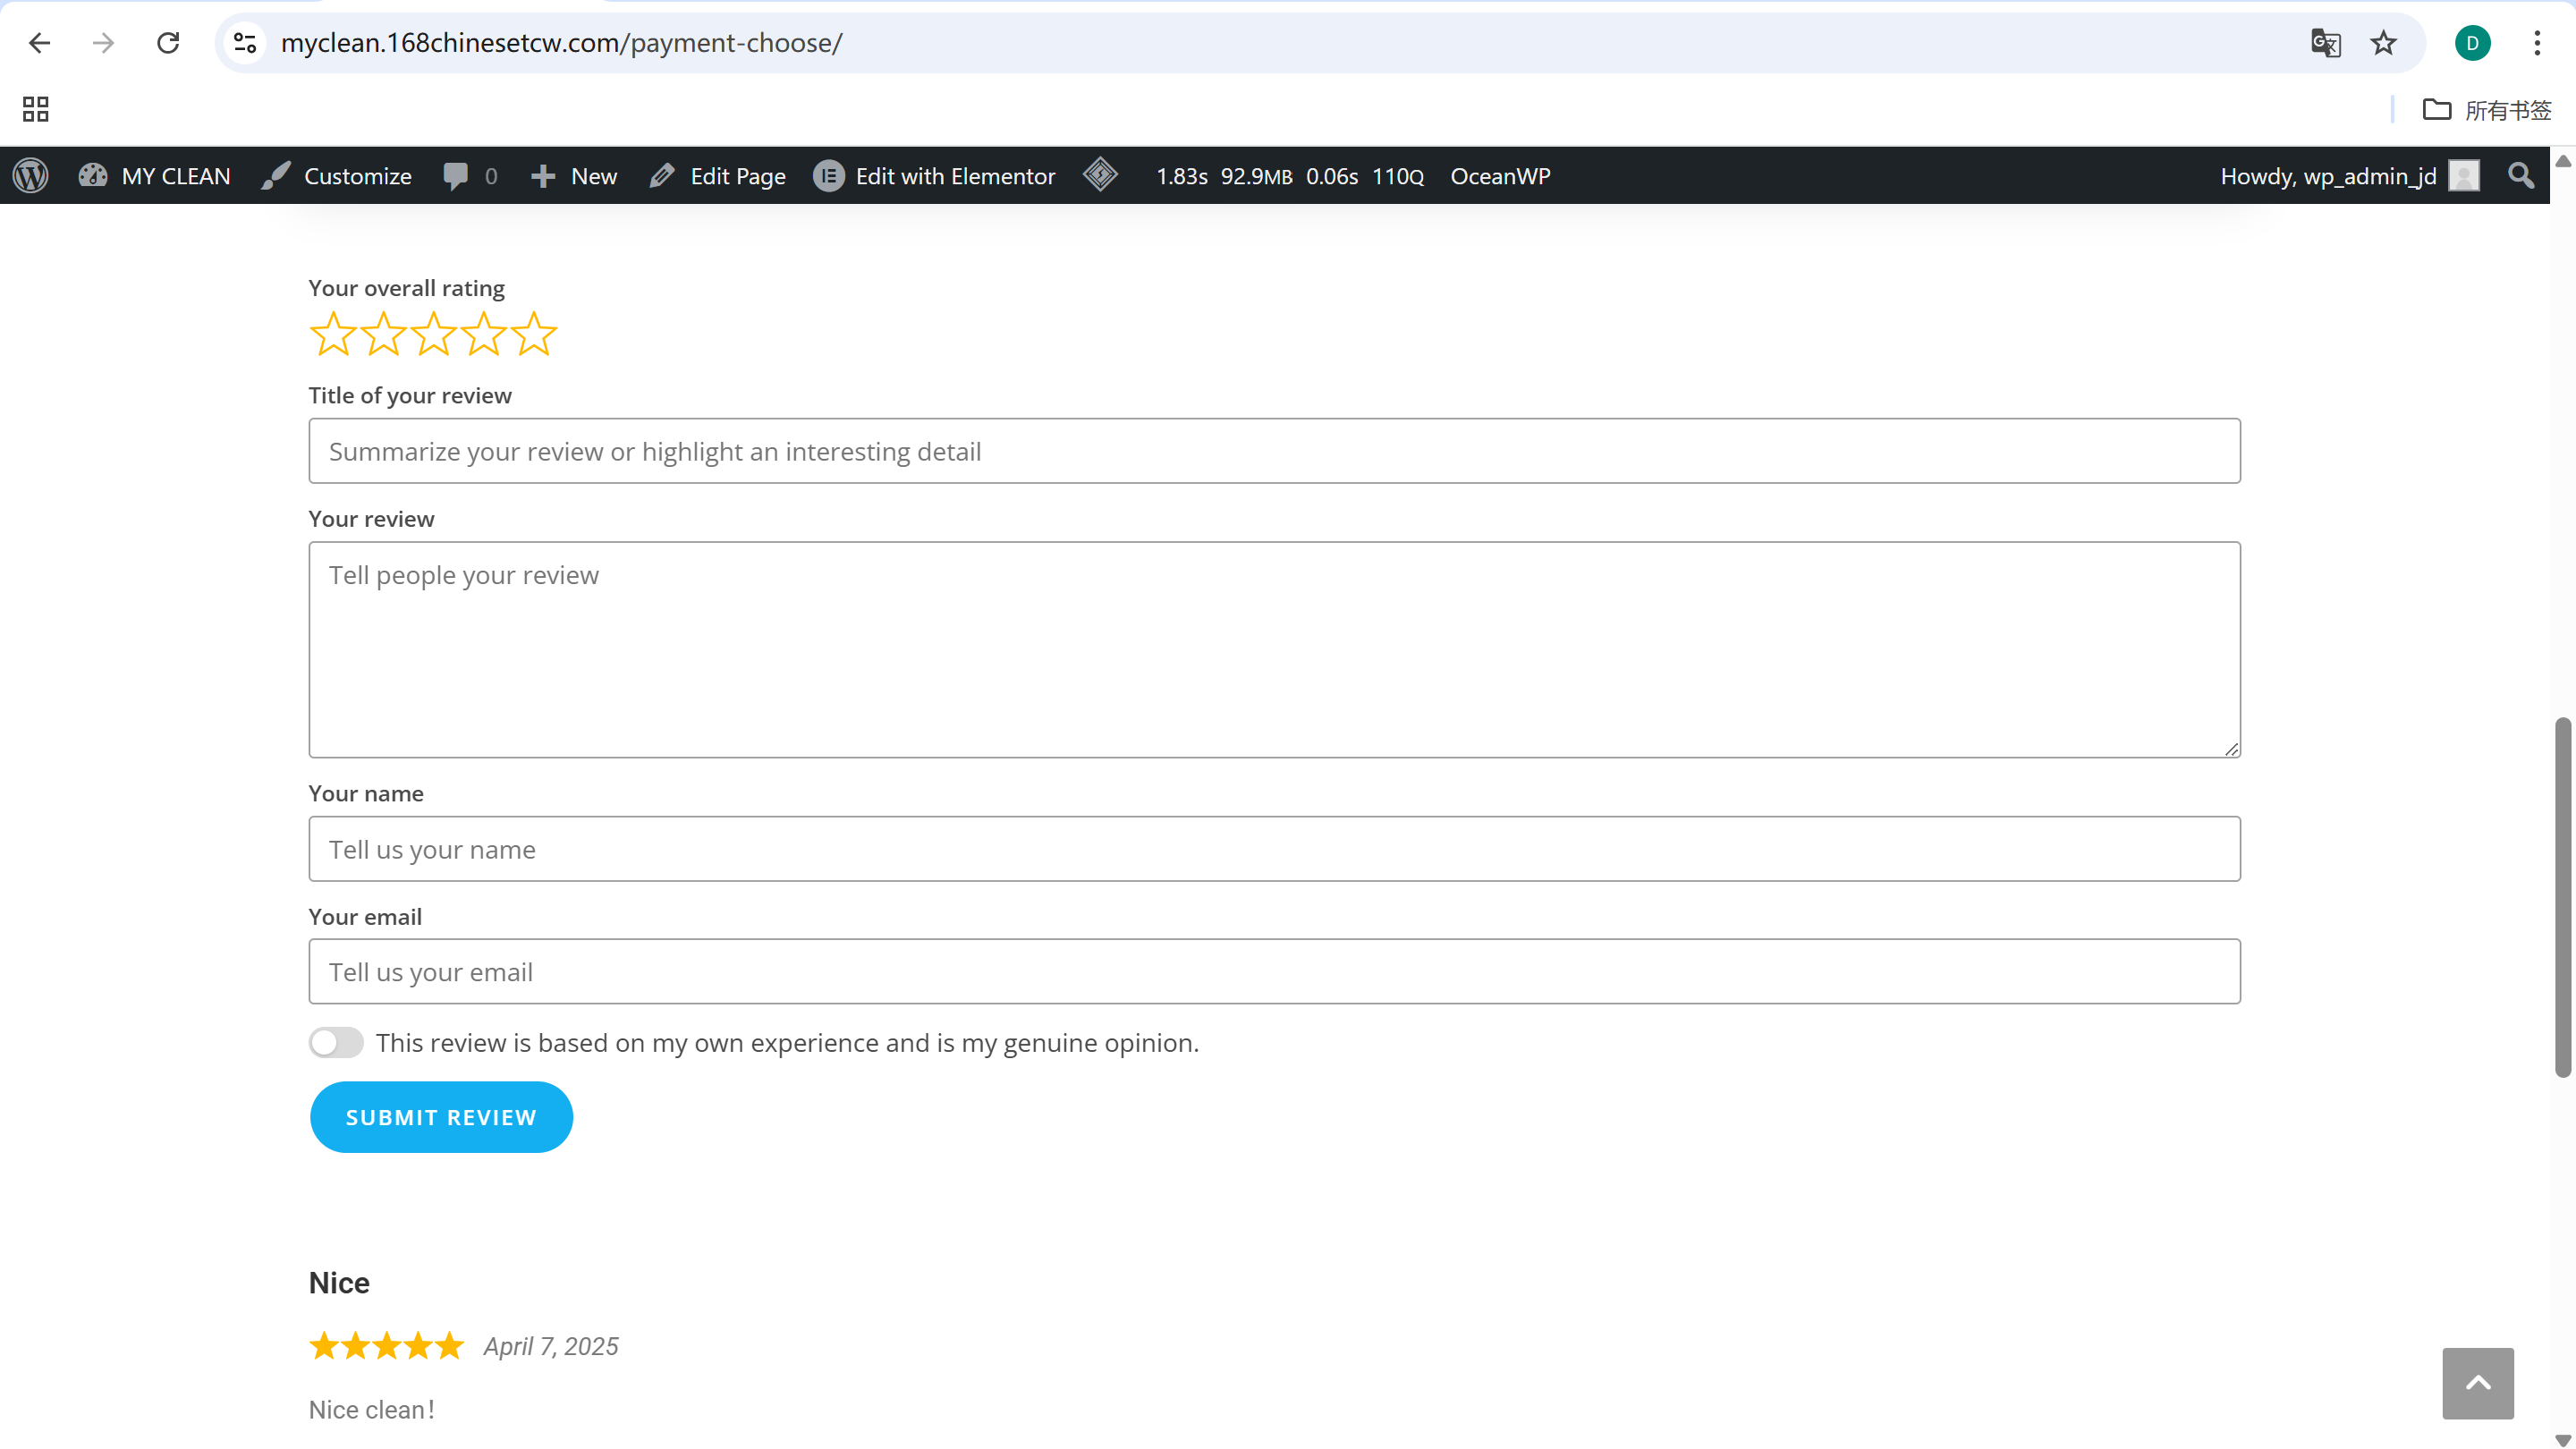 myclean.168chinesetcw.com/payment-choose/
D
所有书签
MY CLEAN Customize 0 New Edit Page Edit with Elementor 1.83s 92.9MB 0.06s 110Q OceanWP Howdy, wp_admin_jd
Your overall rating
Title of your review
Summarize your review or highlight an interesting detail
Your review
Tell people your review
Your name
Tell us your name
Your email
Tell us your email
This review is based on my own experience and is my genuine opinion.
SUBMIT REVIEW
Nice
April 7, 2025
Nice clean！